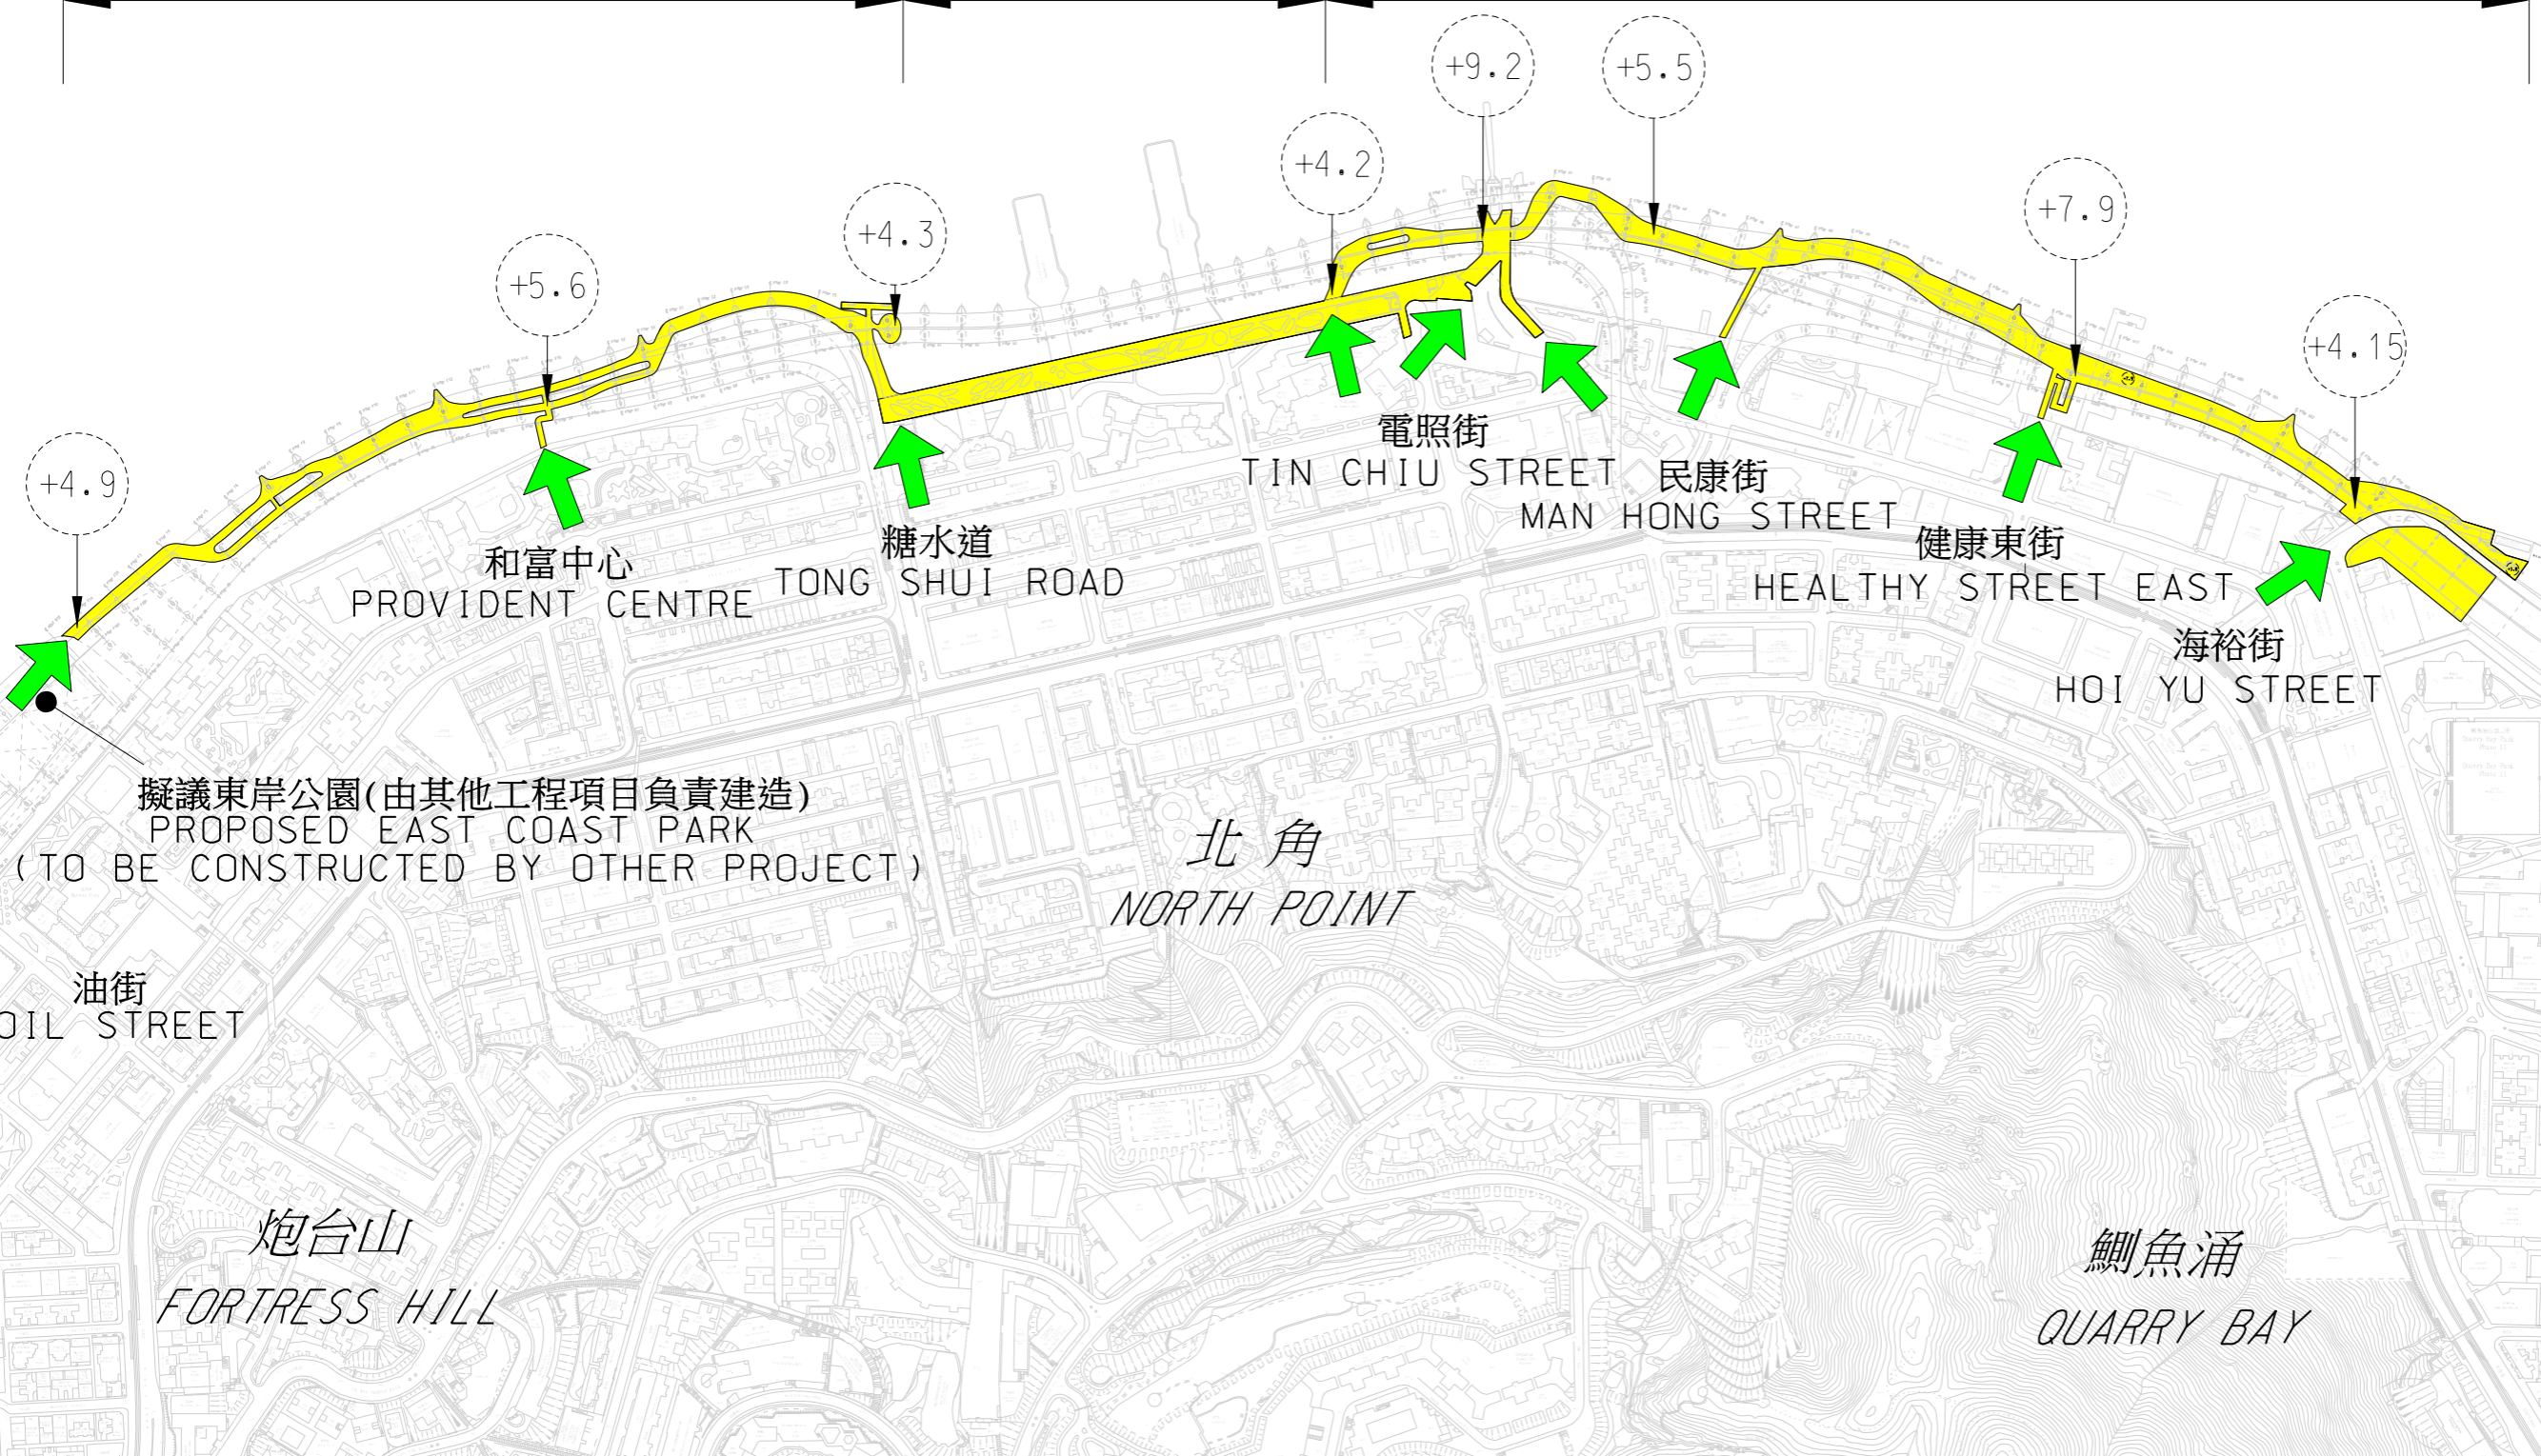 +9.2
+5.5
+4.2
+7.9
+4.3
+5.6
+4.15
+4.9
電照街
TIN CHIU STREET
民康街
MAN HONG STREET
和富中心
PROVIDENT CENTRE
糖水道
TONG SHUI ROAD
健康東街
HEALTHY STREET EAST
海裕街
HOI YU STREET
擬議東岸公園(由其他工程項目負責建造)
PROPOSED EAST COAST PARK
(TO BE CONSTRUCTED BY OTHER PROJECT)
北角
NORTH POINT
油街
OIL STREET
炮台山
FORTRESS HILL
鰂魚涌
QUARRY BAY